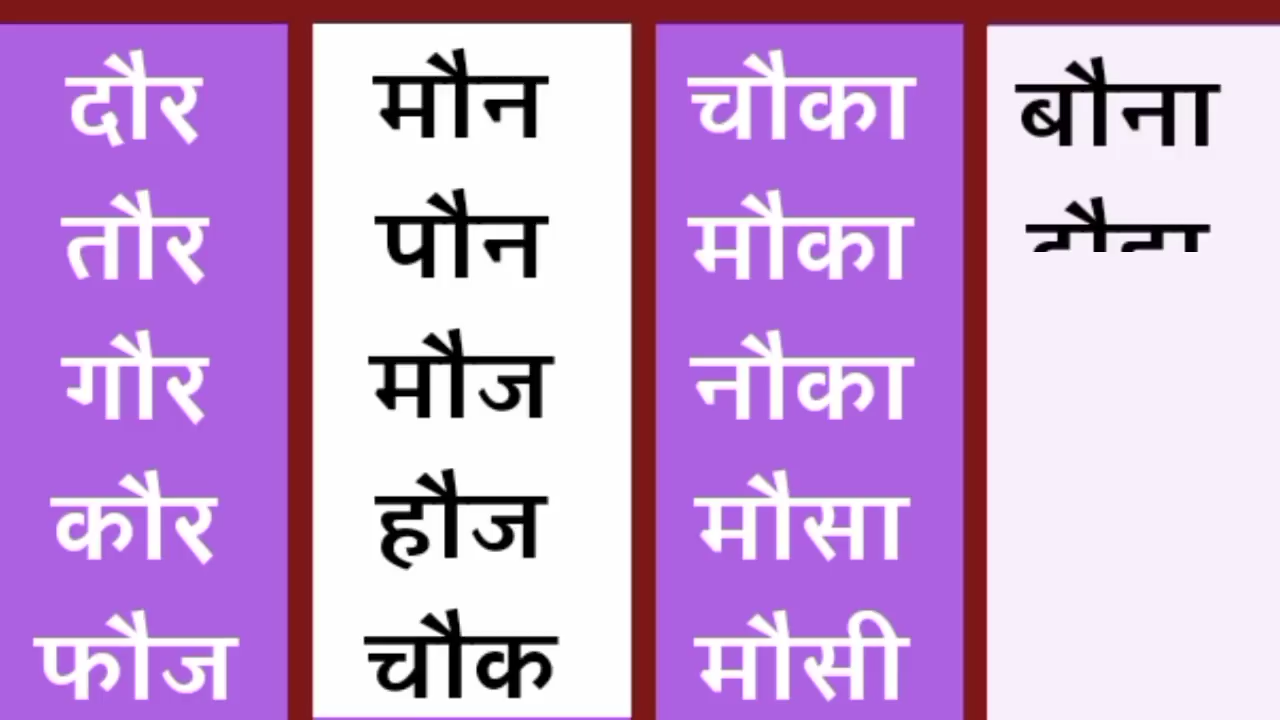 दौर
तौर
गौर
कौर
फौज
मौन
पौन
मौज
हौज
चौक
चौका
मौका
नौका
मौसा
मौसी
बौना